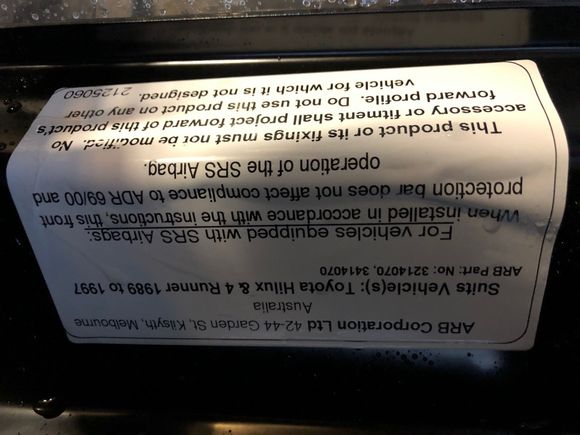 ARB Corporation Ltd 42-44 Garden St, Kilsyth, Melbourne
Australia
Suits Vehicle(s): Toyota Hilux & 4 Runner 1989 to 1997
ARB Part: No: 3214070, 3414070
For vehicles equipped with SRS Airbags:
When installed in accordance with the instructions, this front
protection bar does not affect compliance to ADR 69/00 and
operation of the SRS Airbag.
This product or its fixings must not be modified. No
accessory or fitment shall project forward of this product's
forward profile. Do not use this product on any other
vehicle for which it is not designed. 2125060